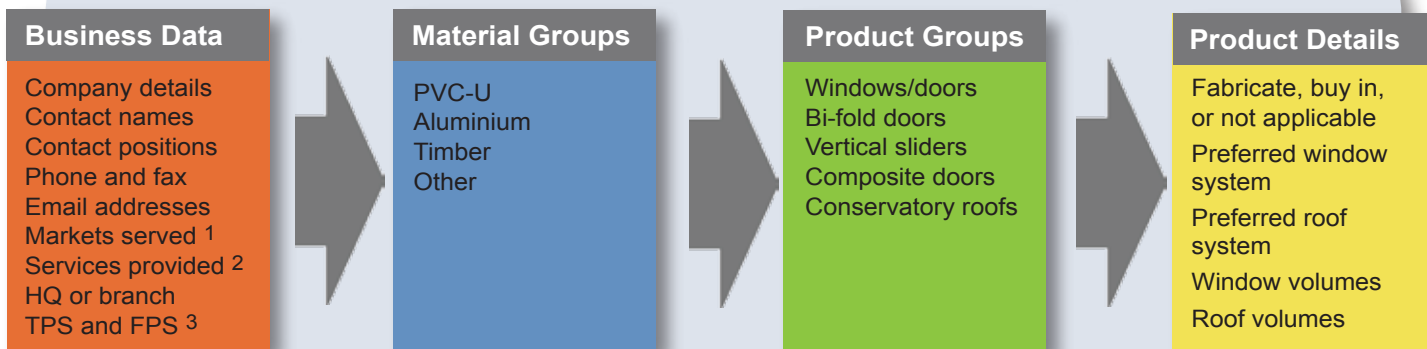 Business Data
Company details
Contact names
Contact positions
Phone and fax
Email addresses
Markets served 1
Services provided 2
HQ or branch
TPS and FPS 3
Material Groups
PVC-U
Aluminium
Timber
Other
Product Groups
Windows/doors
Bi-fold doors
Vertical sliders
Composite doors
Conservatory roofs
Product Details
Fabricate, buy in,
or not applicable
Preferred window
system
Preferred roof
system
Window volumes
Roof volumes